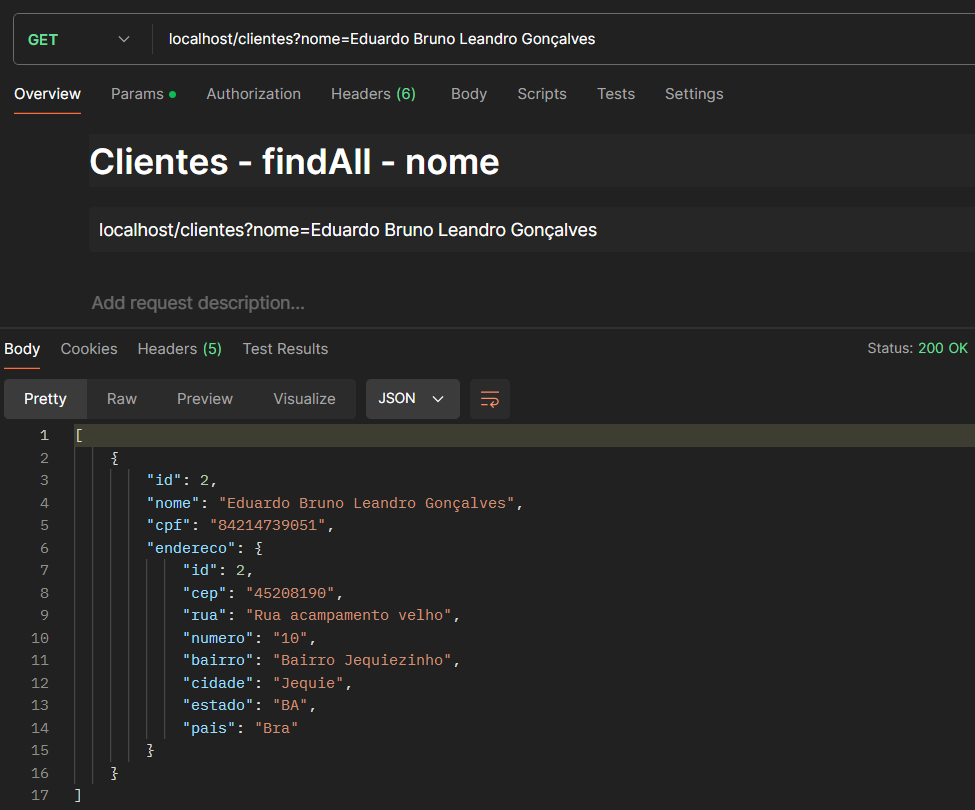 GET localhost/clientes?nome=Eduardo Bruno Leandro Gonçalves
Overview Params Authorization Headers (6) Body Scripts Tests Settings
Clientes - findAll - nome
localhost/clientes?nome=Eduardo Bruno Leandro Gonçalves
Add request description...
Body Cookies Headers (5) Test Results Status: 200 OK
Pretty Raw Preview Visualize JSON
1 [
2 {
3 "id": 2,
4 "nome": "Eduardo Bruno Leandro Gonçalves",
5 "cpf": "84214739051",
6 "endereco": {
7 "id": 2,
8 "cep": "45208190",
9 "rua": "Rua acampamento velho",
10 "numero": "10",
11 "bairro": "Bairro Jequiezinho",
12 "cidade": "Jequie",
13 "estado": "BA",
14 "pais": "Bra"
15 }
16 }
17 ]